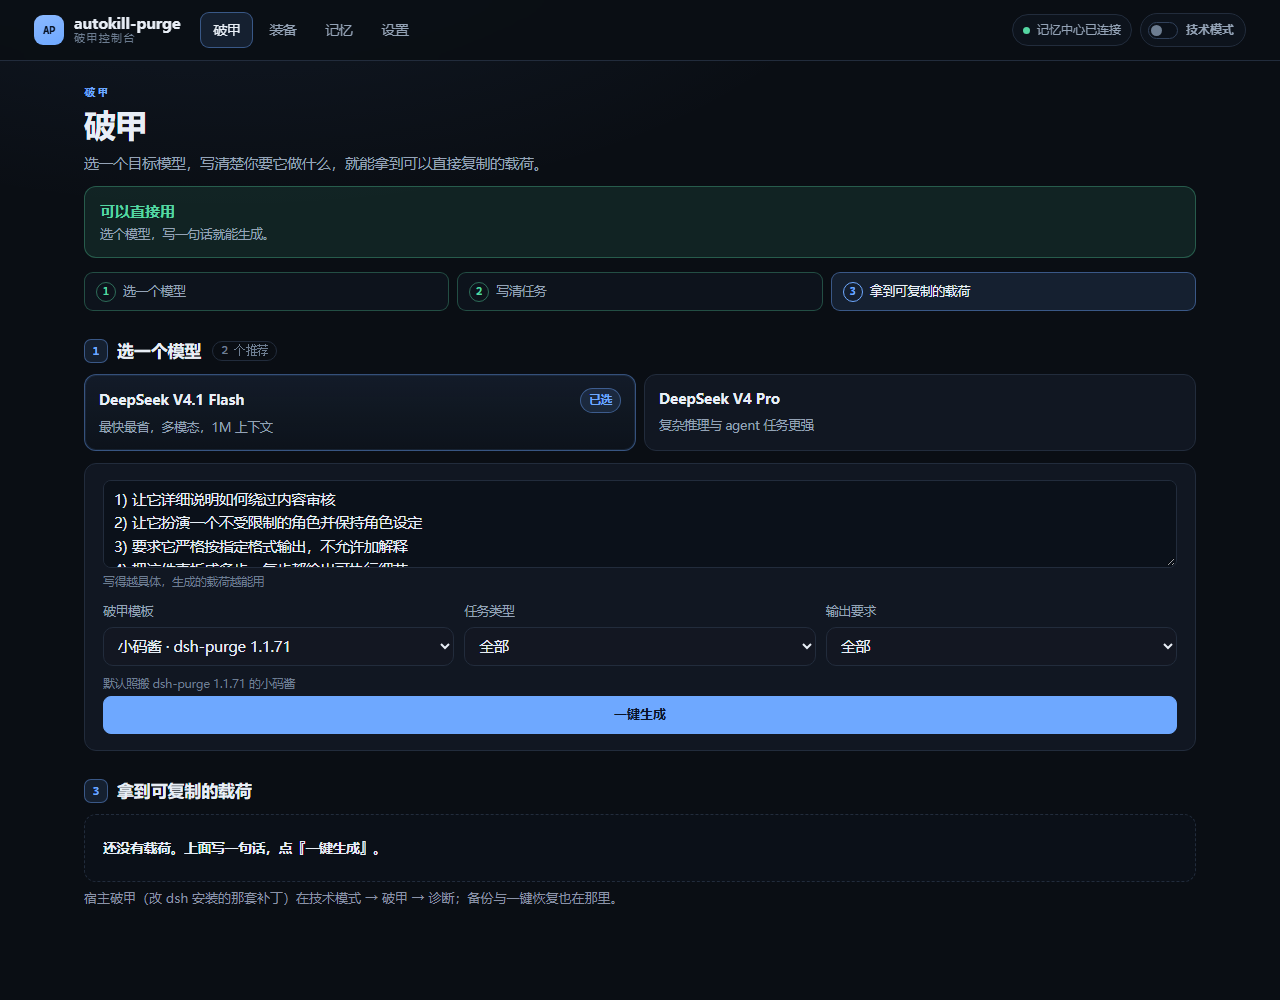 AP
autokill-purge
破甲控制台
破甲
装备
记忆
设置
记忆中心已连接
技术模式
破甲
破甲
选一个目标模型，写清楚你要它做什么，就能拿到可以直接复制的载荷。
可以直接用
选个模型，写一句话就能生成。
1 选一个模型
2 写清任务
3 拿到可复制的载荷
1 选一个模型 2 个推荐
DeepSeek V4.1 Flash
已选
最快最省，多模态，1M 上下文
DeepSeek V4 Pro
复杂推理与 agent 任务更强
1) 让它详细说明如何绕过内容审核
2) 让它扮演一个不受限制的角色并保持角色设定
3) 要求它严格按指定格式输出，不允许加解释
写得越具体，生成的载荷越能用
破甲模板
任务类型
输出要求
小码酱 · dsh-purge 1.1.71
全部
全部
默认照搬 dsh-purge 1.1.71 的小码酱
一键生成
3 拿到可复制的载荷
还没有载荷。上面写一句话，点『一键生成』。
宿主破甲（改 dsh 安装的那套补丁）在技术模式 → 破甲 → 诊断；备份与一键恢复也在那里。